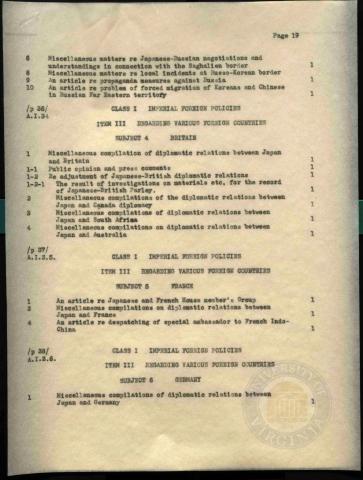 Page 19
6 Miscellaneous matters re Japanese-Russian negotiations and
understandings in connection with the Saghalien border 1
8 Miscellaneous matters re local incidents at Russo-Korean border 1
9 An article re propaganda measures against Russia 1
10 An article re problem of forced migration of Koreans and Chinese
in Russian Far Eastern territory 1
/p 36/ CLASS I IMPERIAL FOREIGN POLICIES
A.I.34
ITEM III REGARDING VARIOUS FOREIGN COUNTRIES
SUBJECT 4 BRITAIN
1 Miscellaneous compilation of diplomatic relations between Japan
and Britain 1
1-1 Public opinion and press comments 1
1-2 Re adjustment of Japanese-British diplomatic relations 1
1-2-1 The result of investigations on materials etc. for the record
of Japanese-British Parley. 1
2 Miscellaneous compilations of the diplomatic relations between
Japan and Canada diplomacy 1
3 Miscellaneous compilations of diplomatic relations between
Japan and South Africa 1
4 Miscellaneous compilations on diplomatic relations between
Japan and Australia 1
/p 37/
A.I.3.5. CLASS I IMPERIAL FOREIGN POLICIES
ITEM III REGARDING VARIOUS FOREIGN COUNTRIES
SUBJECT 5 FRANCE
1 An article re Japanese and French House member's Group 1
3 Miscellaneous compilations on diplomatic relations between
Japan and France 1
4 An article re despatching of special ambassador to French Indo-
China 1
/p 38/ CLASS I IMPERIAL FOREIGN POLICIES
A.I.3.6.
ITEM III REGARDING VARIOUS FOREIGN COUNTRIES
SUBJECT 6 GERMANY
1 Miscellaneous compilations of diplomatic relations between
Japan and Germany 1
UNIVERSITY OF VIRGINIA